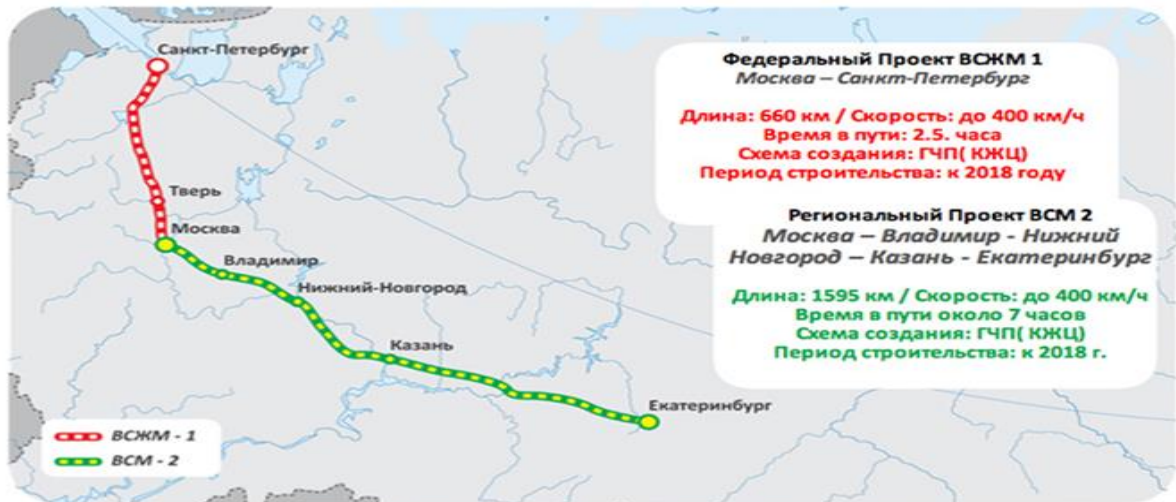 Санкт-Петербург
Тверь
Москва
Владимир
Нижний-Новгород
Казань
Екатеринбург
Федеральный Проект ВСЖМ 1
Москва – Санкт-Петербург
Длина: 660 км / Скорость: до 400 км/ч
Время в пути: 2.5. часа
Схема создания: ГЧП( КЖЦ)
Период строительства: к 2018 году
Региональный Проект ВСМ 2
Москва – Владимир - Нижний
Новгород – Казань - Екатеринбург
Длина: 1595 км / Скорость: до 400 км/ч
Время в пути около 7 часов
Схема создания: ГЧП( КЖЦ)
Период строительства: к 2018 г.
ВСЖМ - 1
ВСМ - 2